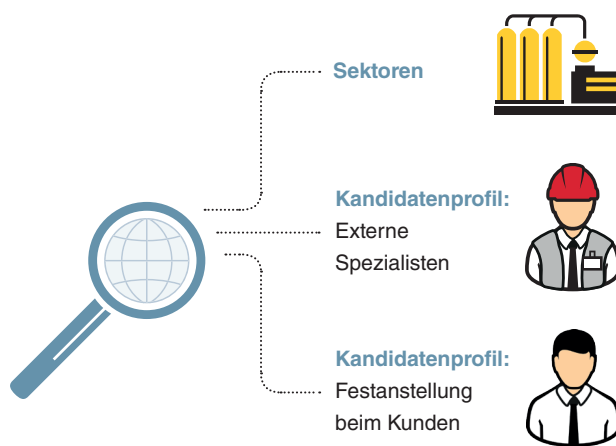 Sektoren
Kandidatenprofil:
Externe
Spezialisten
Kandidatenprofil:
Festanstellung
beim Kunden